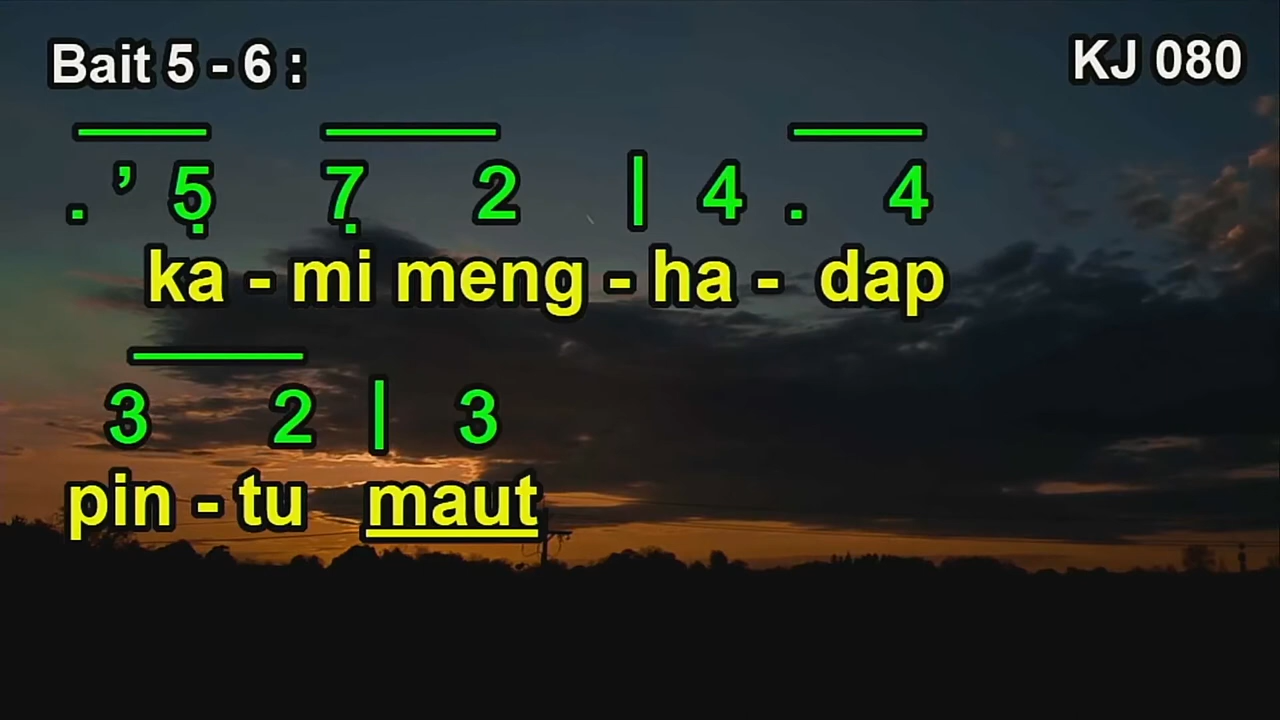 Bait 5 - 6 : KJ 080
. ’ 5̣ 7̣ 2 | 4 . 4
ka - mi meng - ha - dap
3 2 | 3
pin - tu maut